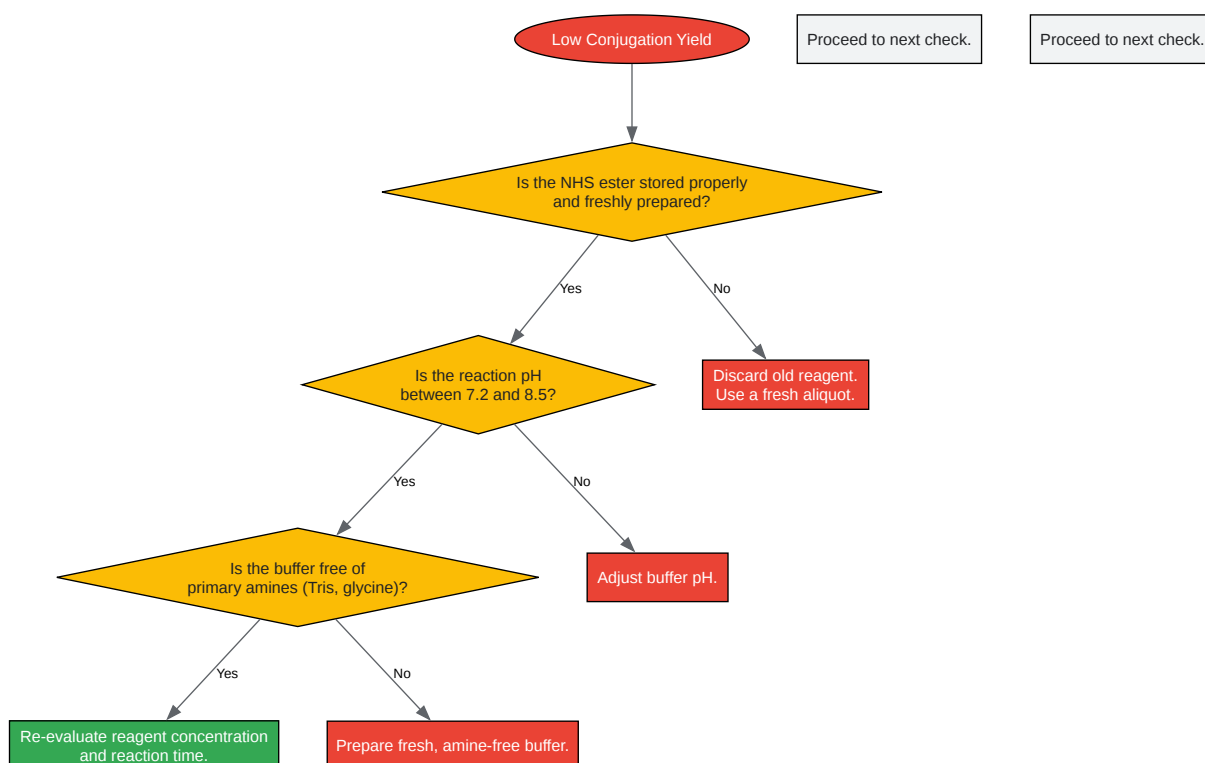 Low Conjugation Yield
Proceed to next check.
Proceed to next check.
Is the NHS ester stored properly
and freshly prepared?
Yes
No
Is the reaction pH
between 7.2 and 8.5?
Discard old reagent.
Use a fresh aliquot.
Yes
No
Is the buffer free of
primary amines (Tris, glycine)?
Adjust buffer pH.
Yes
No
Re-evaluate reagent concentration
and reaction time.
Prepare fresh, amine-free buffer.